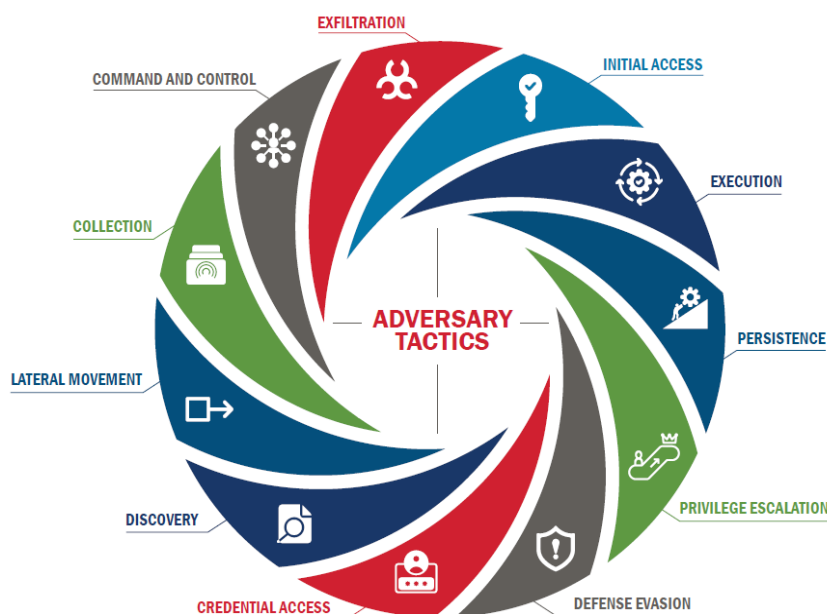 EXFILTRATION
COMMAND AND CONTROL
INITIAL ACCESS
EXECUTION
COLLECTION
ADVERSARY
TACTICS
PERSISTENCE
LATERAL MOVEMENT
PRIVILEGE ESCALATION
DISCOVERY
DEFENSE EVASION
CREDENTIAL ACCESS